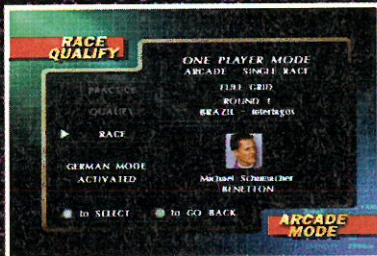 RACE
QUALIFY
ONE PLAYER MODE
ARCADE SINGLE RACE
FULL GRID
ROUND 1
BRAZIL - Interlagos
PRACTICE
QUALIFY
RACE
GERMAN MODE
ACTIVATED
Michael Schumacher
BENETTON
to SELECT
to GO BACK
ARCADE
MODE